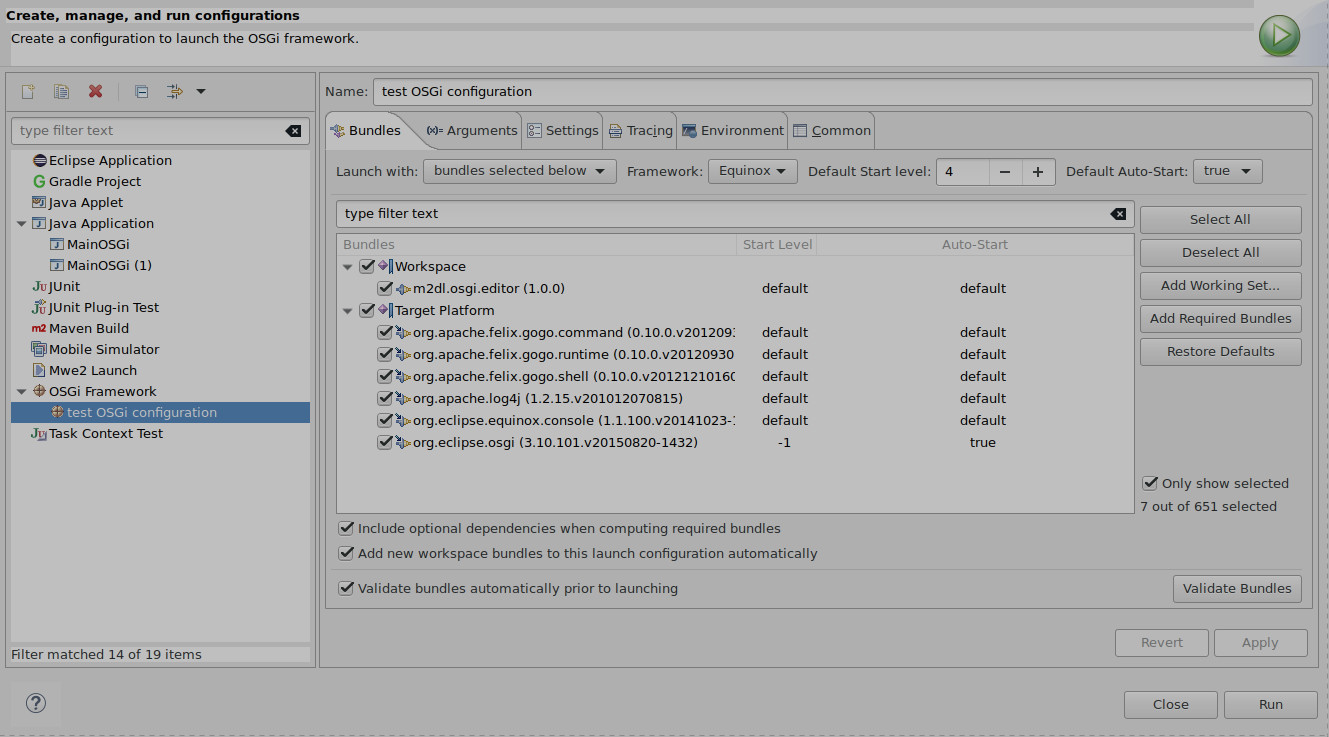 Create, manage, and run configurations
Create a configuration to launch the OSGi framework.
type filter text
Eclipse Application
Gradle Project
Java Applet
Java Application
MainOSGi
MainOSGi (1)
JUnit
JUnit Plug-in Test
Maven Build
Mobile Simulator
Mwe2 Launch
OSGi Framework
test OSGi configuration
Task Context Test
Filter matched 14 of 19 items
Name: test OSGi configuration
Bundles (x)= Arguments Settings Tracing Environment Common
Launch with: bundles selected below Framework: Equinox Default Start level: 4 Default Auto-Start: true
type filter text
Bundles Start Level Auto-Start
Workspace
m2dl.osgi.editor (1.0.0) default default
Target Platform
org.apache.felix.gogo.command (0.10.0.v201209: default default
org.apache.felix.gogo.runtime (0.10.0.v20120930 default default
org.apache.felix.gogo.shell (0.10.0.v2012121016( default default
org.apache.log4j (1.2.15.v201012070815) default default
org.eclipse.equinox.console (1.1.100.v20141023-: default default
org.eclipse.osgi (3.10.101.v20150820-1432) -1 true
Select All
Deselect All
Add Working Set...
Add Required Bundles
Restore Defaults
Only show selected
7 out of 651 selected
Include optional dependencies when computing required bundles
Add new workspace bundles to this launch configuration automatically
Validate bundles automatically prior to launching Validate Bundles
Revert Apply
? Close Run